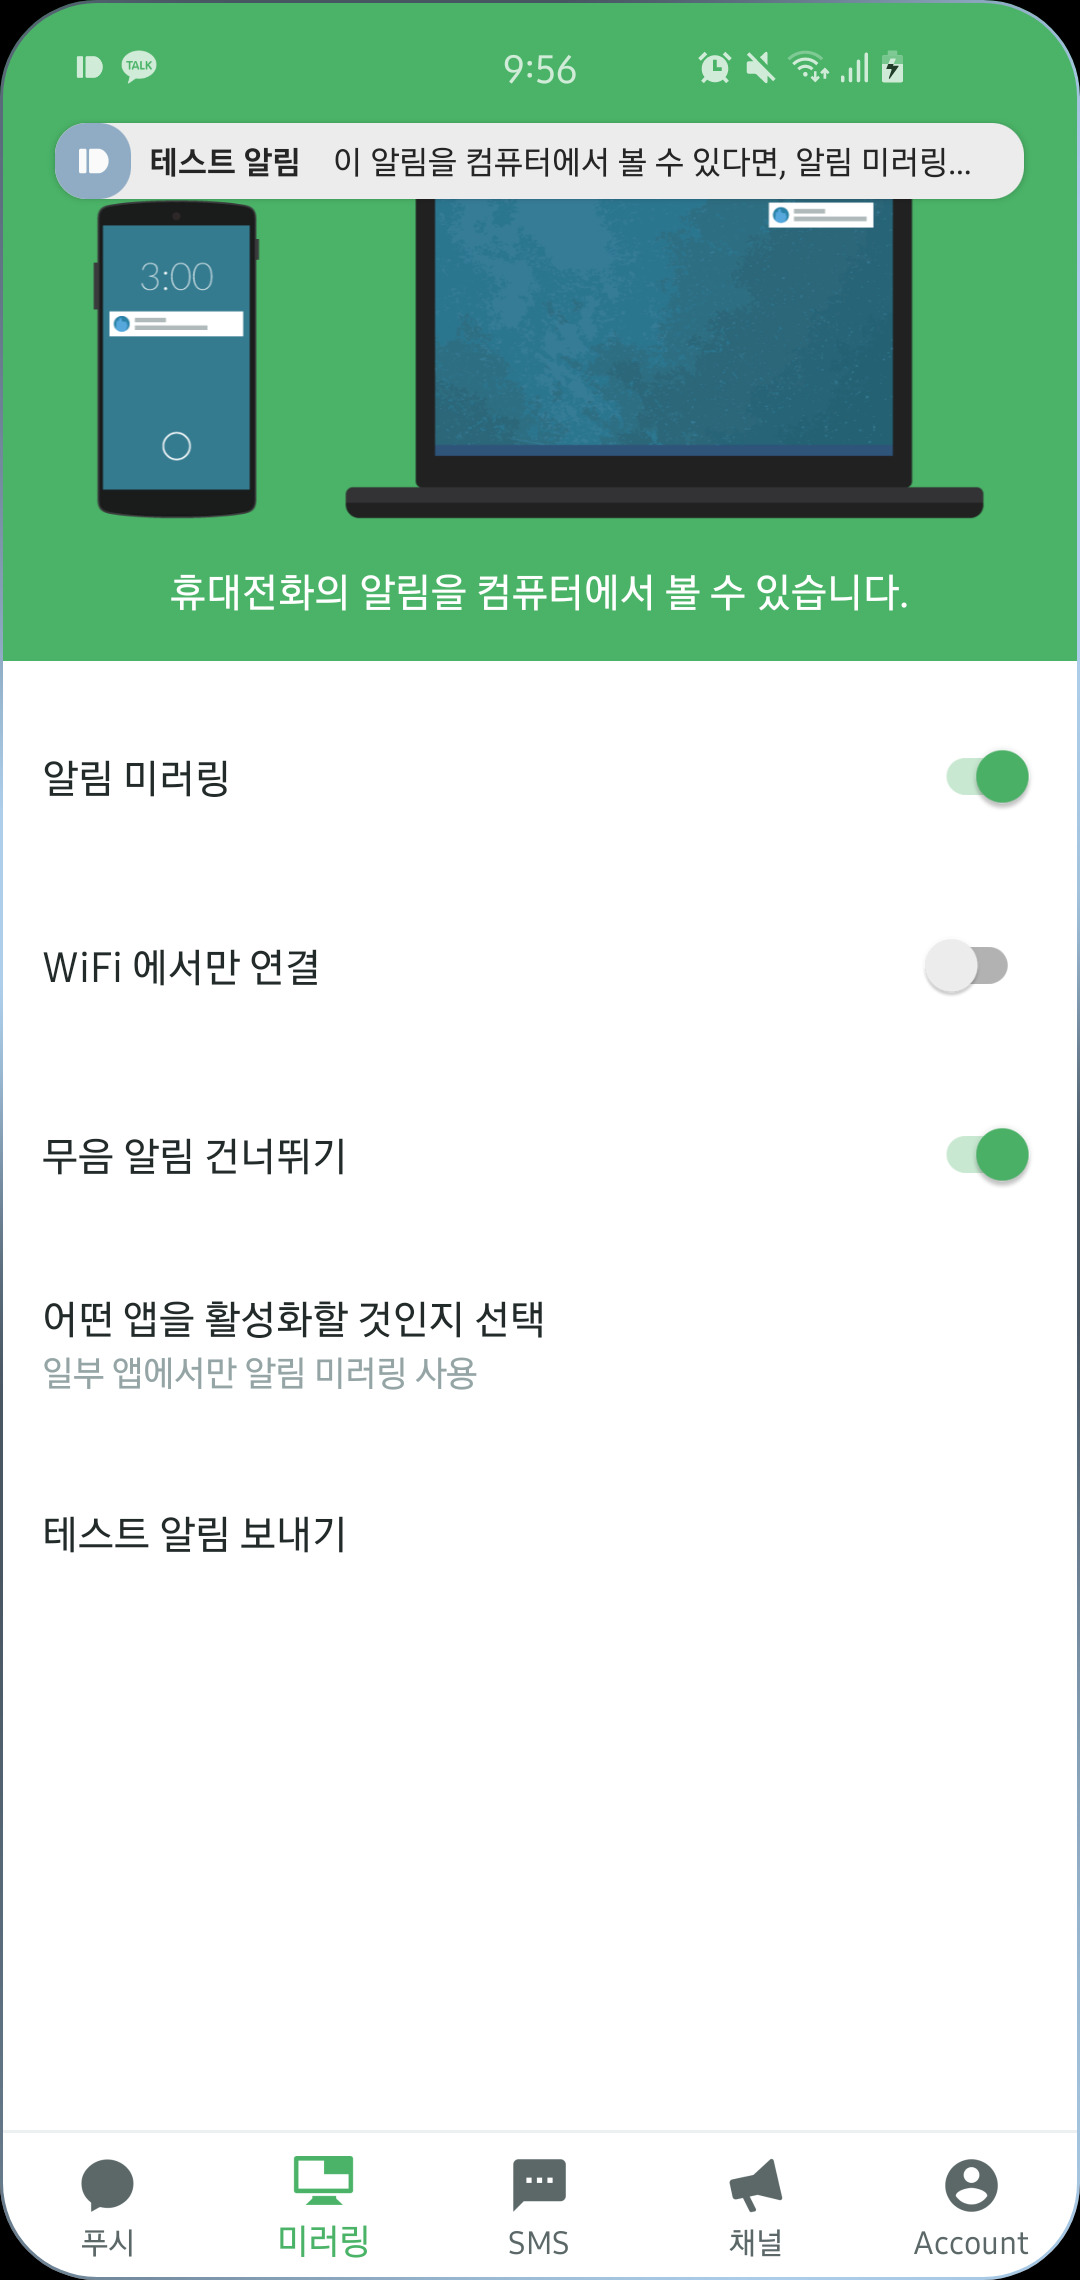 TALK
9:56
테스트 알림 이 알림을 컴퓨터에서 볼 수 있다면, 알림 미러링...
3:00
휴대전화의 알림을 컴퓨터에서 볼 수 있습니다.
알림 미러링
WiFi 에서만 연결
무음 알림 건너뛰기
어떤 앱을 활성화할 것인지 선택
일부 앱에서만 알림 미러링 사용
테스트 알림 보내기
푸시
미러링
SMS
채널
Account